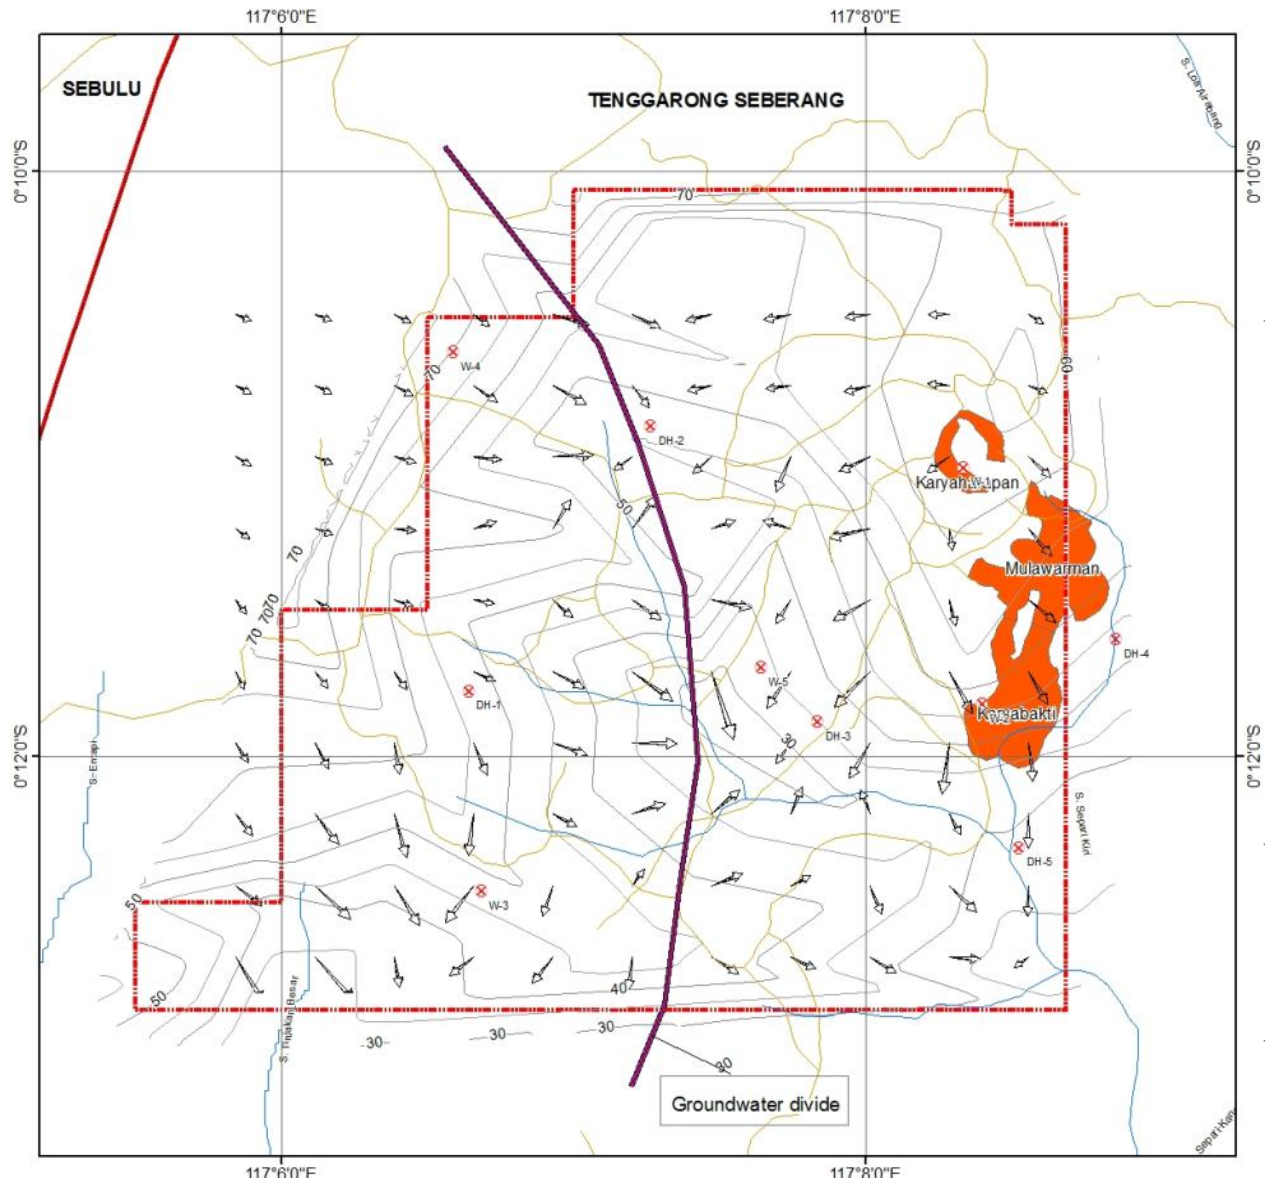 117°6'0"E
117°8'0"E
SEBULU
TENGGARONG SEBERANG
0°10'0"S
0°10'0"S
70
60
W-4
70
DH-2
Karyaharapan
50
70
Mulawarman
70
70
70
DH-4
W-5
DH-1
Karyabakti
DH-3
30
0°12'0"S
0°12'0"S
S. Separi Kiri
DH-5
W-3
50
50
40
30
30
30
30
Groundwater divide
117°6'0"E
117°8'0"E